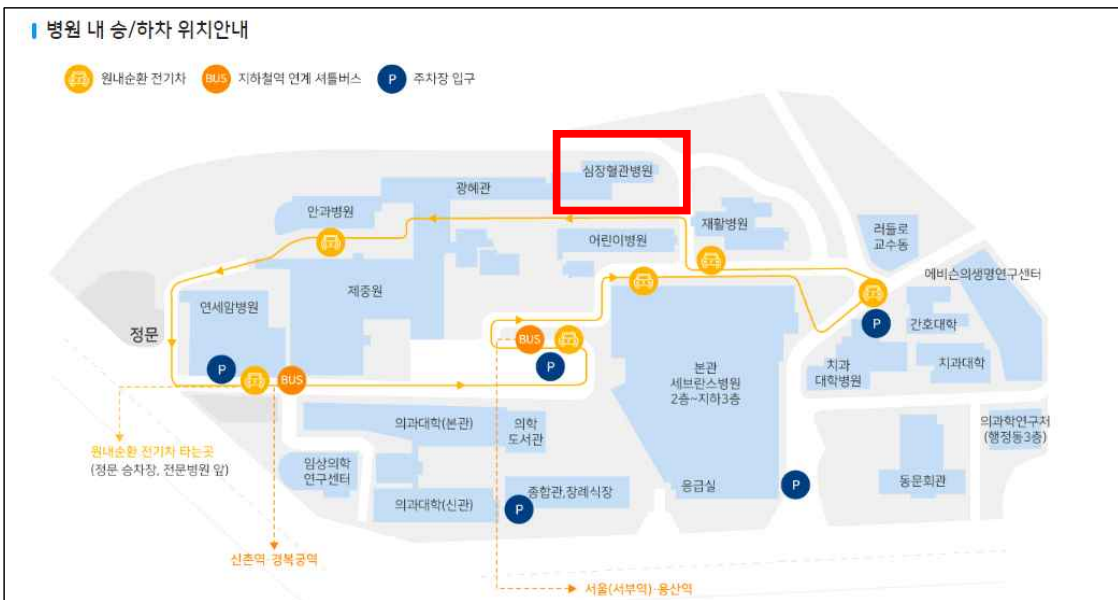 병원 내 승/하차 위치안내
원내순환 전기차
BUS
지하철역 연계 셔틀버스
P
주차장 입구
심장혈관병원
광혜관
안과병원
재활병원
어린이병원
러들로
교수동
에비슨의생명연구센터
제중원
연세암병원
정문
간호대학
P
BUS
본관
세브란스병원
2층~지하3층
P
치과
대학병원
치과대학
P
BUS
의과대학(본관)
의학
도서관
의과학연구처
(행정동3층)
원내순환 전기차 타는곳
(정문 승차장, 전문병원 앞)
임상의학
연구센터
응급실
P
동문회관
의과대학(신관)
종합관,장례식장
P
신촌역·경복궁역
서울(서부역)·용산역